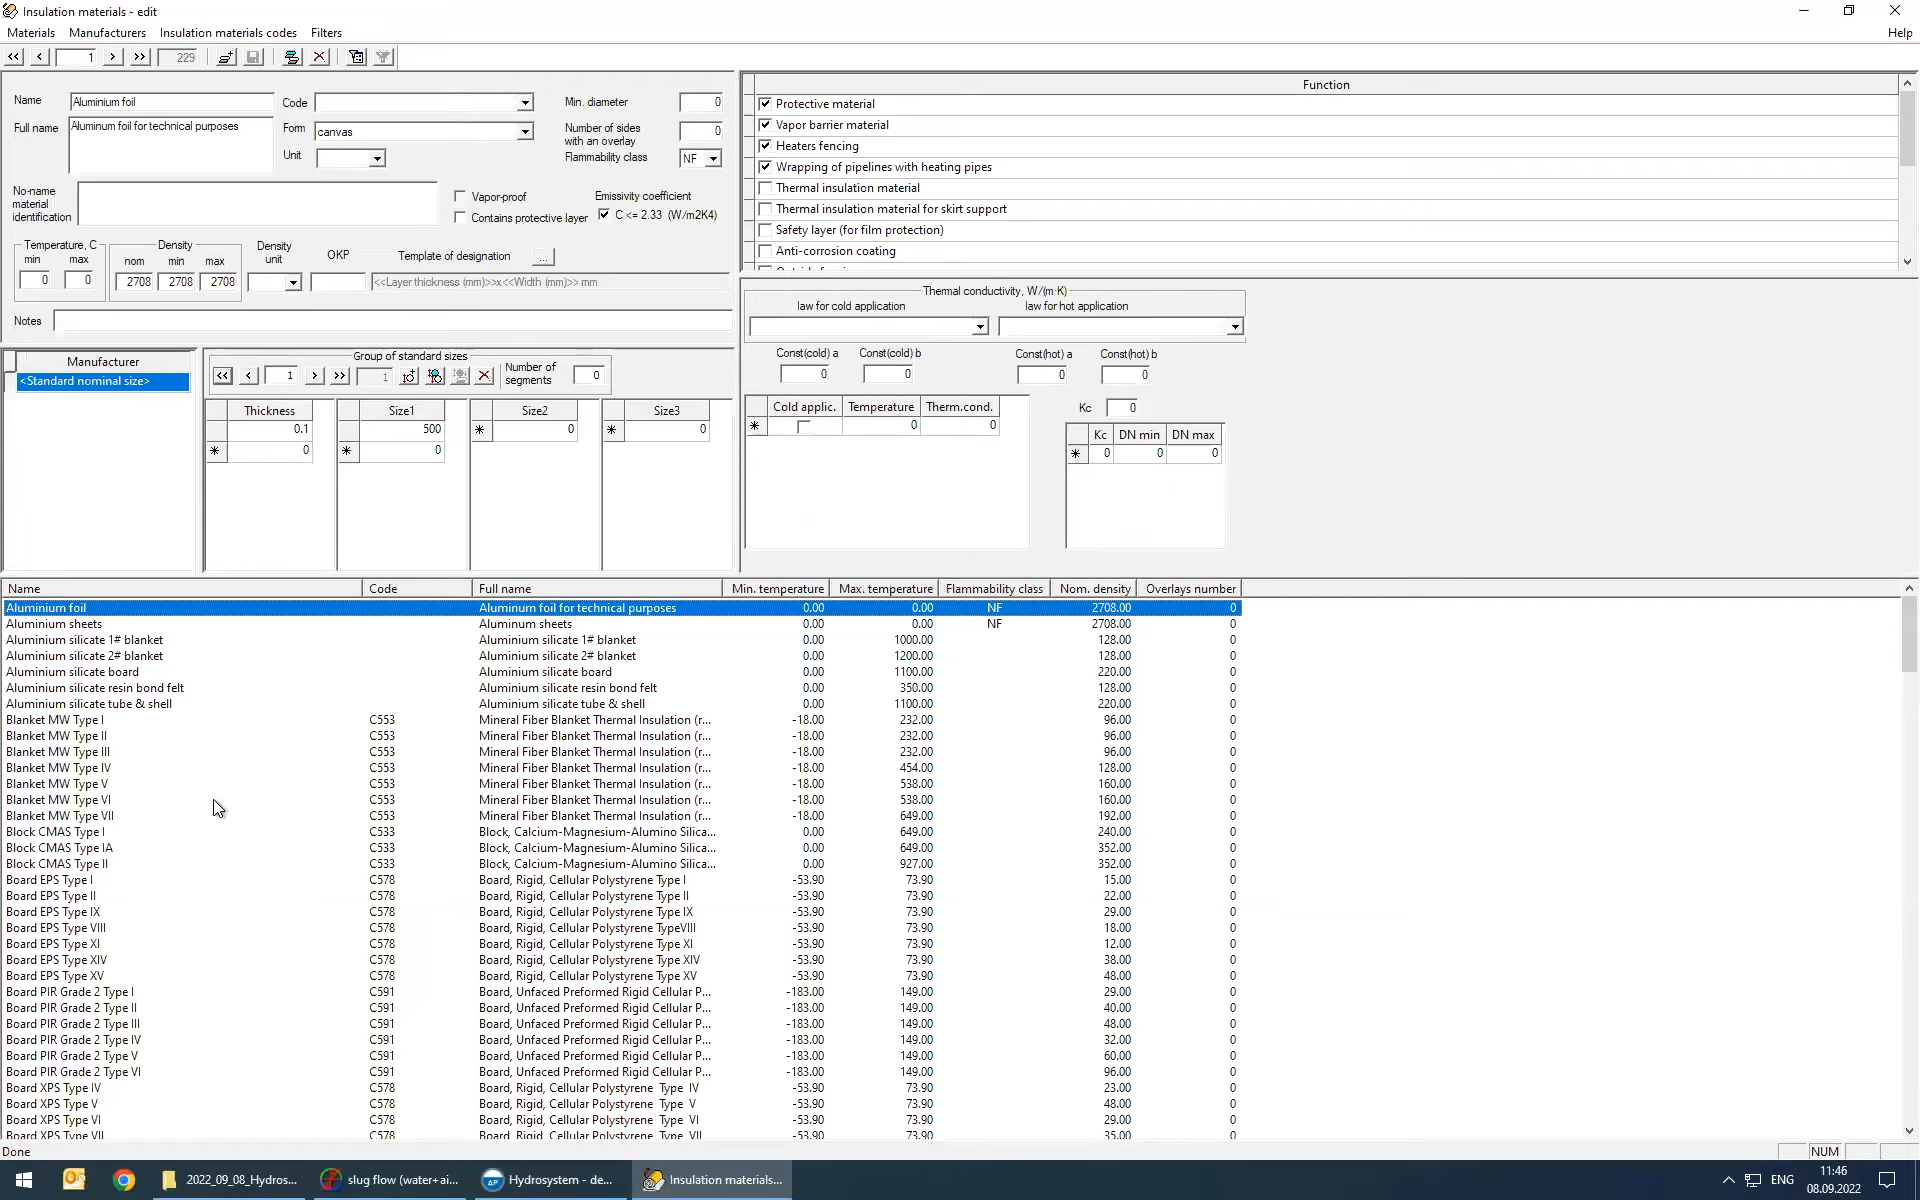 Insulation materials - edit
Materials Manufacturers Insulation materials codes Filters Help
1 229
Name Aluminium foil Code Min. diameter 0
Full name Aluminum foil for technical purposes Form canvas Number of sides with an overlay 0
Unit Flammability class NF
No-name material identification
Vapor-proof Emissivity coefficient
Contains protective layer C <= 2.33 (W/m2K4)
Temperature, C Density Density unit OKP Template of designation ...
min max nom min max
0 0 2708 2708 2708 <<Layer thickness (mm)>>x<<Width (mm)>> mm
Notes
Function
Protective material
Vapor barrier material
Heaters fencing
Wrapping of pipelines with heating pipes
Thermal insulation material
Thermal insulation material for skirt support
Safety layer (for film protection)
Anti-corrosion coating
Thermal conductivity, W/(m·K)
law for cold application law for hot application
Const(cold) a Const(cold) b Const(hot) a Const(hot) b
0 0 0 0
Cold applic. Temperature Therm.cond.
0 0
Kc 0
Kc DN min DN max
0 0 0
Manufacturer
<Standard nominal size>
Group of standard sizes
1 1 Number of segments 0
Thickness Size1 Size2 Size3
0.1 500 0 0
0 0
Name Code Full name Min. temperature Max. temperature Flammability class Nom. density Overlays number
Aluminium foil Aluminum foil for technical purposes 0.00 0.00 NF 2708.00 0
Aluminium sheets Aluminum sheets 0.00 0.00 NF 2708.00 0
Aluminium silicate 1# blanket Aluminium silicate 1# blanket 0.00 1000.00 128.00 0
Aluminium silicate 2# blanket Aluminium silicate 2# blanket 0.00 1200.00 128.00 0
Aluminium silicate board Aluminium silicate board 0.00 1100.00 220.00 0
Aluminium silicate resin bond felt Aluminium silicate resin bond felt 0.00 350.00 128.00 0
Aluminium silicate tube & shell Aluminium silicate tube & shell 0.00 1100.00 220.00 0
Blanket MW Type I C553 Mineral Fiber Blanket Thermal Insulation (r... -18.00 232.00 96.00 0
Blanket MW Type II C553 Mineral Fiber Blanket Thermal Insulation (r... -18.00 232.00 96.00 0
Blanket MW Type III C553 Mineral Fiber Blanket Thermal Insulation (r... -18.00 232.00 96.00 0
Blanket MW Type IV C553 Mineral Fiber Blanket Thermal Insulation (r... -18.00 454.00 128.00 0
Blanket MW Type V C553 Mineral Fiber Blanket Thermal Insulation (r... -18.00 538.00 160.00 0
Blanket MW Type VI C553 Mineral Fiber Blanket Thermal Insulation (r... -18.00 538.00 160.00 0
Blanket MW Type VII C553 Mineral Fiber Blanket Thermal Insulation (r... -18.00 649.00 192.00 0
Block CMAS Type I C533 Block, Calcium-Magnesium-Alumino Silica... 0.00 649.00 240.00 0
Block CMAS Type IA C533 Block, Calcium-Magnesium-Alumino Silica... 0.00 649.00 352.00 0
Block CMAS Type II C533 Block, Calcium-Magnesium-Alumino Silica... 0.00 927.00 352.00 0
Board EPS Type I C578 Board, Rigid, Cellular Polystyrene Type I -53.90 73.90 15.00 0
Board EPS Type II C578 Board, Rigid, Cellular Polystyrene Type II -53.90 73.90 22.00 0
Board EPS Type IX C578 Board, Rigid, Cellular Polystyrene Type IX -53.90 73.90 29.00 0
Board EPS Type VIII C578 Board, Rigid, Cellular Polystyrene TypeVIII -53.90 73.90 18.00 0
Board EPS Type XI C578 Board, Rigid, Cellular Polystyrene Type XI -53.90 73.90 12.00 0
Board EPS Type XIV C578 Board, Rigid, Cellular Polystyrene Type XIV -53.90 73.90 38.00 0
Board EPS Type XV C578 Board, Rigid, Cellular Polystyrene Type XV -53.90 73.90 48.00 0
Board PIR Grade 2 Type I C591 Board, Unfaced Preformed Rigid Cellular P... -183.00 149.00 29.00 0
Board PIR Grade 2 Type II C591 Board, Unfaced Preformed Rigid Cellular P... -183.00 149.00 40.00 0
Board PIR Grade 2 Type III C591 Board, Unfaced Preformed Rigid Cellular P... -183.00 149.00 48.00 0
Board PIR Grade 2 Type IV C591 Board, Unfaced Preformed Rigid Cellular P... -183.00 149.00 32.00 0
Board PIR Grade 2 Type V C591 Board, Unfaced Preformed Rigid Cellular P... -183.00 149.00 60.00 0
Board PIR Grade 2 Type VI C591 Board, Unfaced Preformed Rigid Cellular P... -183.00 149.00 96.00 0
Board XPS Type IV C578 Board, Rigid, Cellular Polystyrene Type IV -53.90 73.90 23.00 0
Board XPS Type V C578 Board, Rigid, Cellular Polystyrene Type V -53.90 73.90 48.00 0
Board XPS Type VI C578 Board, Rigid, Cellular Polystyrene Type VI -53.90 73.90 29.00 0
Board XPS Type VII C578 Board, Rigid, Cellular Polystyrene Type VII -53.90 73.90 35.00 0
Done NUM
2022_09_08_Hydros... slug flow (water+ai... Hydrosystem - de... Insulation materials... ENG 11:46
08.09.2022